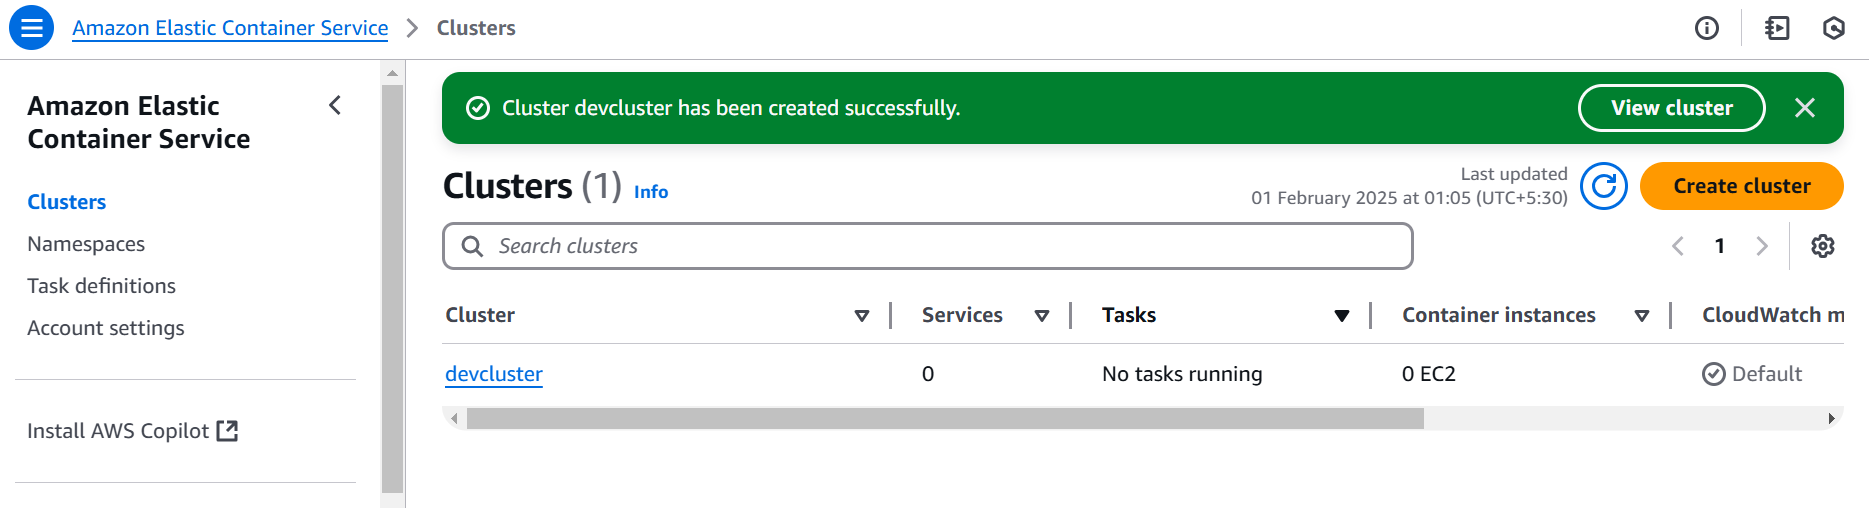 Amazon Elastic Container Service > Clusters
Amazon Elastic
Container Service
Clusters
Namespaces
Task definitions
Account settings
Install AWS Copilot
Cluster devcluster has been created successfully.
View cluster
Clusters (1) Info
Last updated
01 February 2025 at 01:05 (UTC+5:30)
Create cluster
Search clusters
1
Cluster Services Tasks Container instances CloudWatch m
devcluster 0 No tasks running 0 EC2 Default